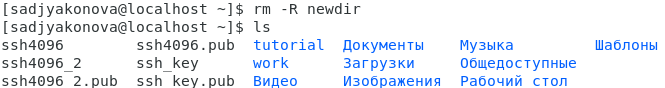 [sadjyakonova@localhost ~]$ rm -R newdir
[sadjyakonova@localhost ~]$ ls
ssh4096 ssh4096.pub tutorial Документы Музыка Шаблоны
ssh4096_2 ssh_key work Загрузки Общедоступные
ssh4096_2.pub ssh_key.pub Видео Изображения Рабочий стол